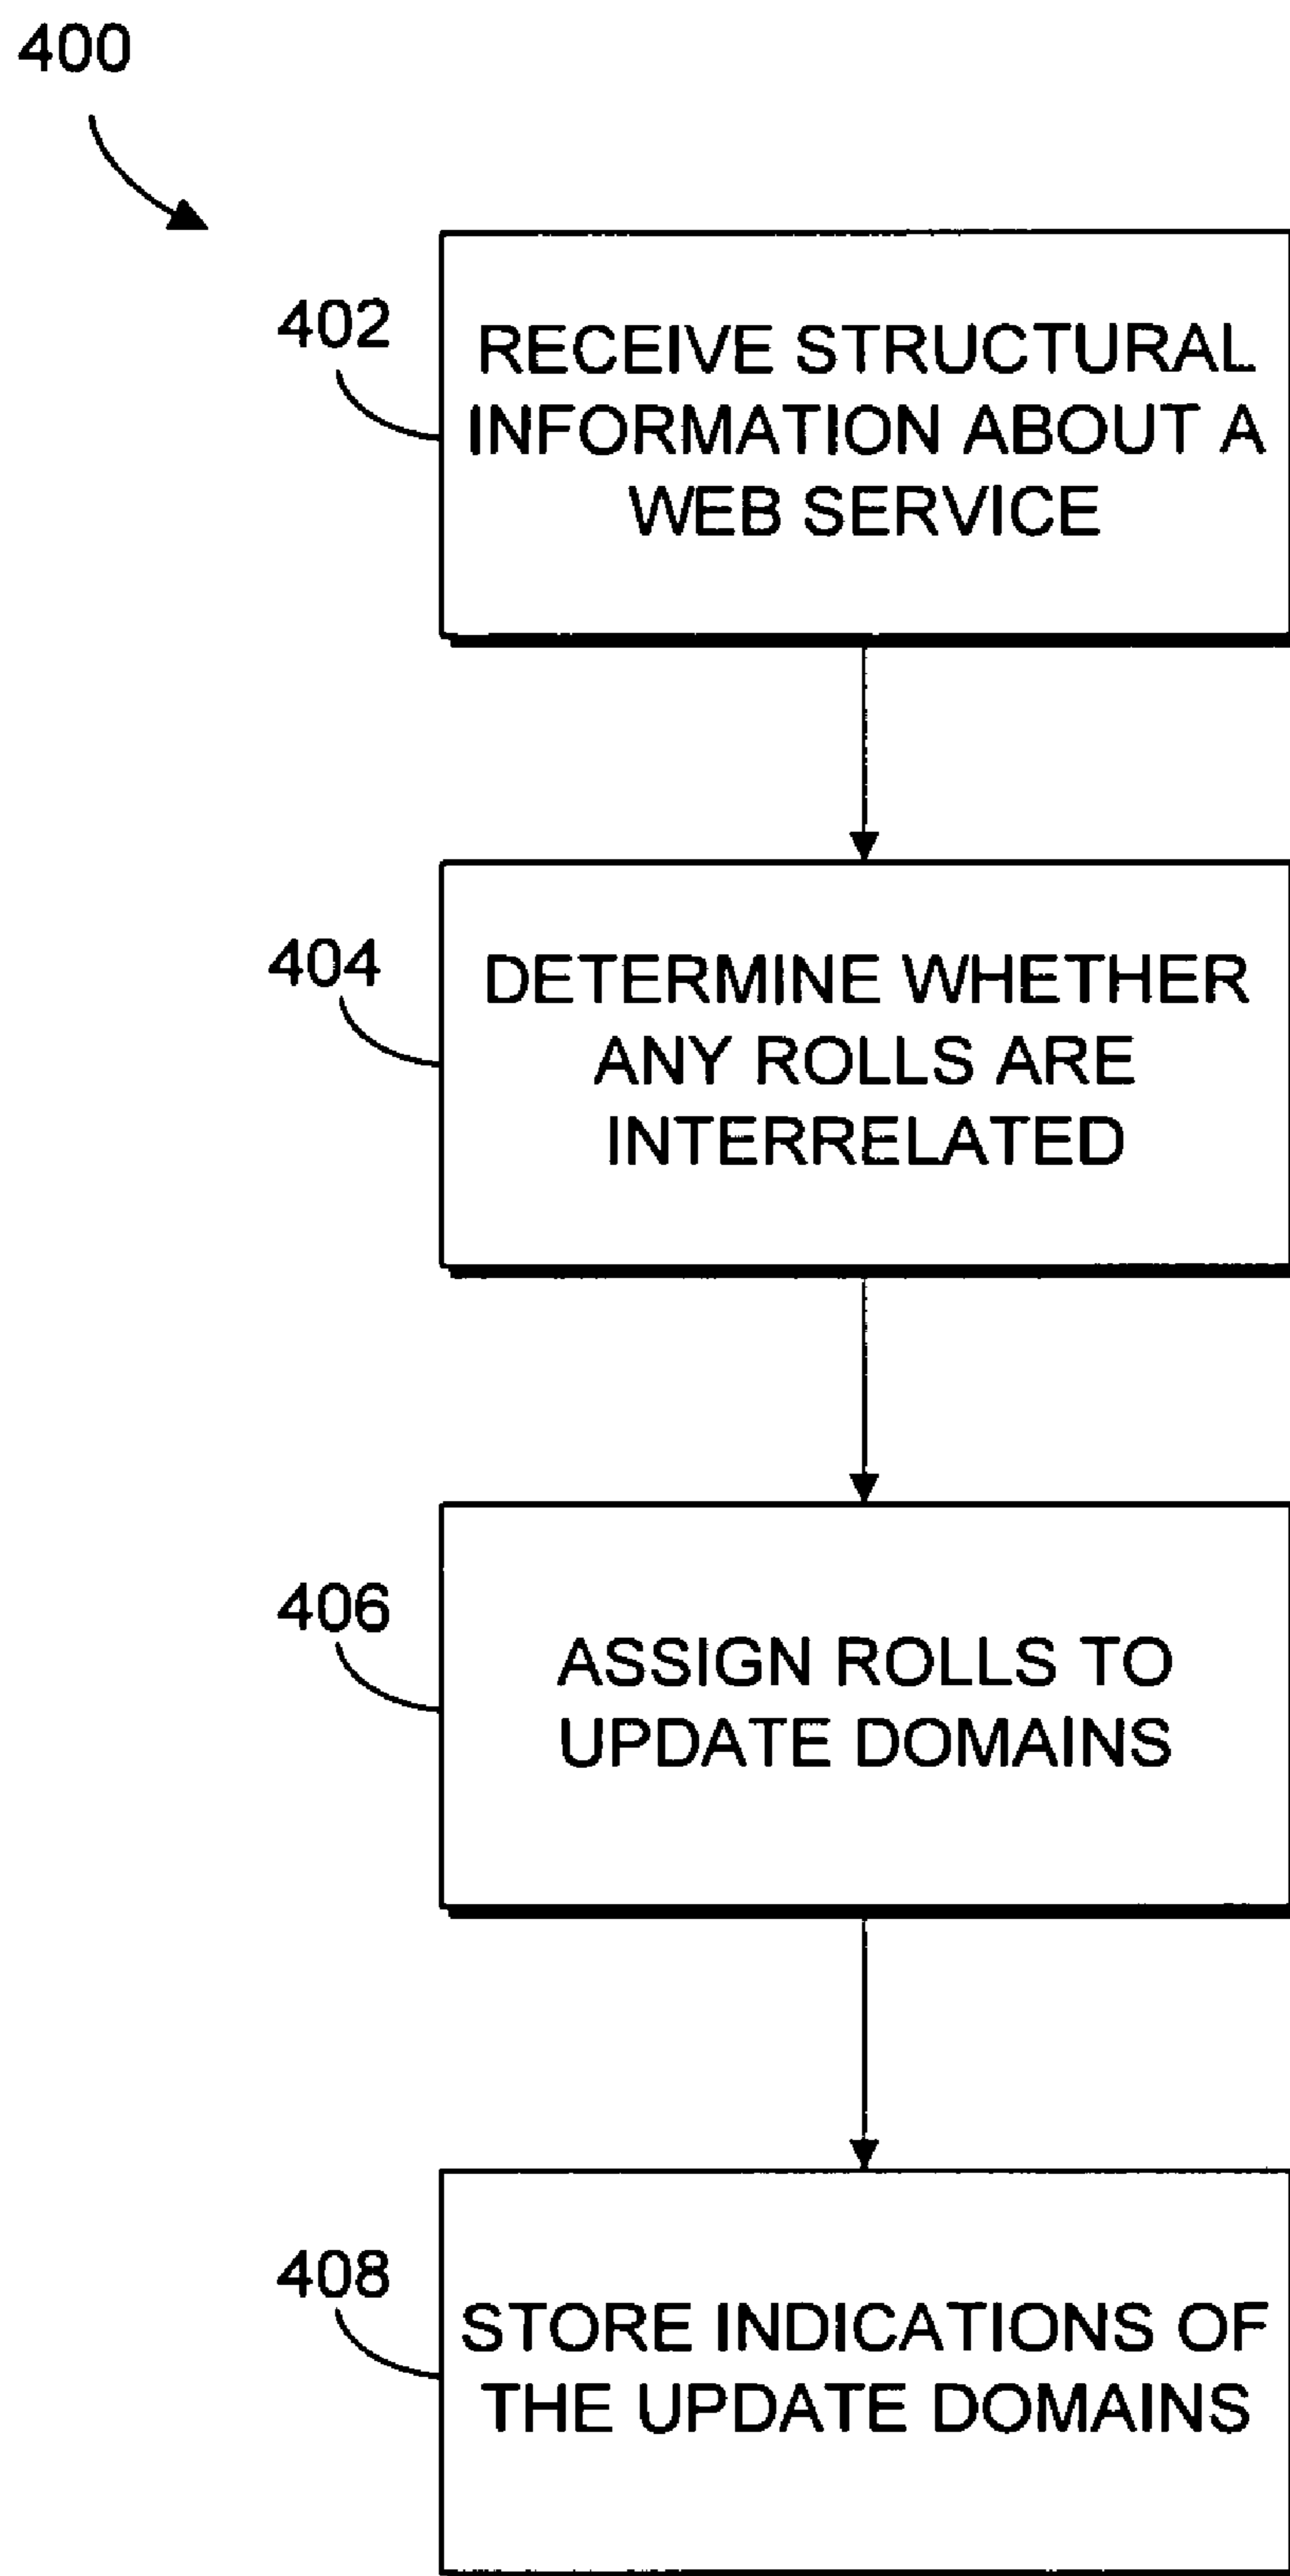 400
402
RECEIVE STRUCTURAL
INFORMATION ABOUT A
WEB SERVICE
404
DETERMINE WHETHER
ANY ROLLS ARE
INTERRELATED
406
ASSIGN ROLLS TO
UPDATE DOMAINS
408
STORE INDICATIONS OF
THE UPDATE DOMAINS